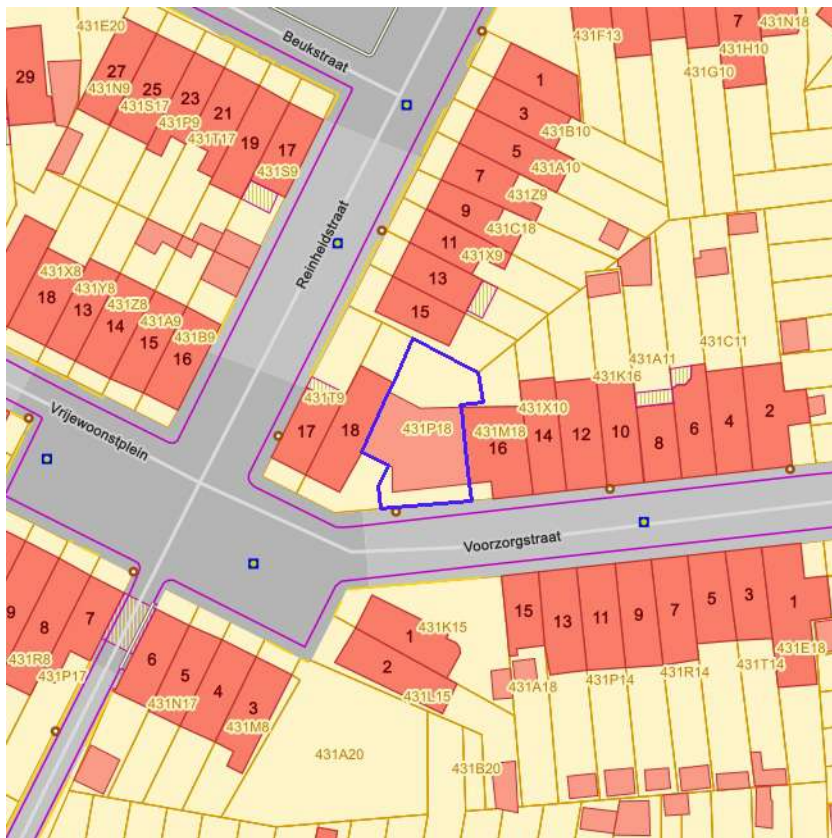 431E20
Beukstraat
431F13
7
431N18
431H10
431G10
29
27
431N9
25
431S17
23
431P9
21
431T17
19
17
431S9
1
3
431B10
5
431A10
7
431Z9
9
431C18
11
431X9
13
15
Reinheidstraat
431X8
18
431Y8
13
431Z8
14
431A9
15
431B9
16
431C11
431A11
431K16
431T9
17
18
431P18
431M18
16
431X10
14
12
10
8
6
4
2
Vrijewoonstplein
Voorzorgstraat
9
8
7
431R8
431P17
6
5
4
3
431N17
431M8
1
431K15
2
431L15
431A20
431B20
15
13
11
9
7
5
3
1
431E18
431A18
431P14
431R14
431T14